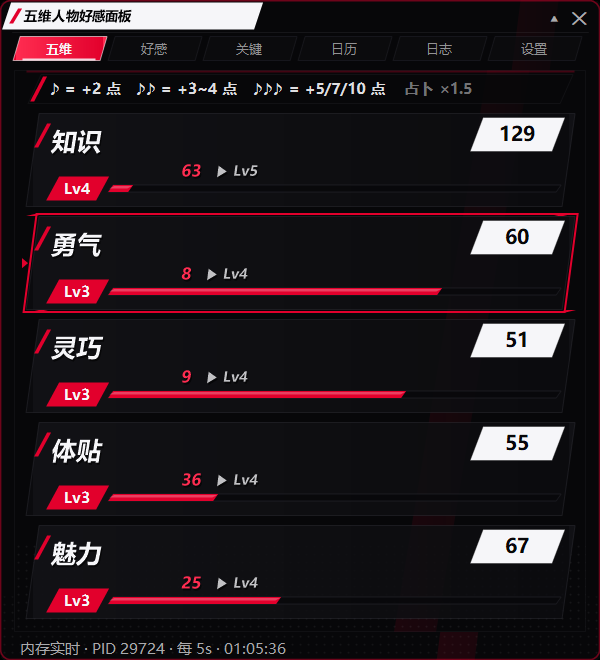 五维人物好感面板
五维 好感 关键 日历 日志 设置
♪ = +2 点 ♪♪ = +3~4 点 ♪♪♪ = +5/7/10 点 占卜 ×1.5
知识 129
63 ▶ Lv5
Lv4
勇气 60
8 ▶ Lv4
Lv3
灵巧 51
9 ▶ Lv4
Lv3
体贴 55
36 ▶ Lv4
Lv3
魅力 67
25 ▶ Lv4
Lv3
内存实时 · PID 29724 · 每 5s · 01:05:36